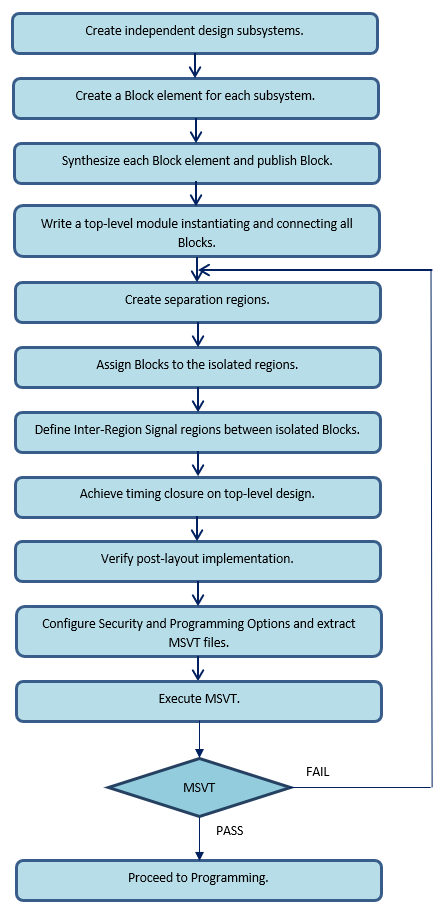 Create independent design subsystems.
Create a Block element for each subsystem.
Synthesize each Block element and publish Block.
Write a top-level module instantiating and connecting all
Blocks.
Create separation regions.
Assign Blocks to the isolated regions.
Define Inter-Region Signal regions between isolated Blocks.
Achieve timing closure on top-level design.
Verify post-layout implementation.
Configure Security and Programming Options and extract
MSVT files.
Execute MSVT.
FAIL
MSVT
PASS
Proceed to Programming.